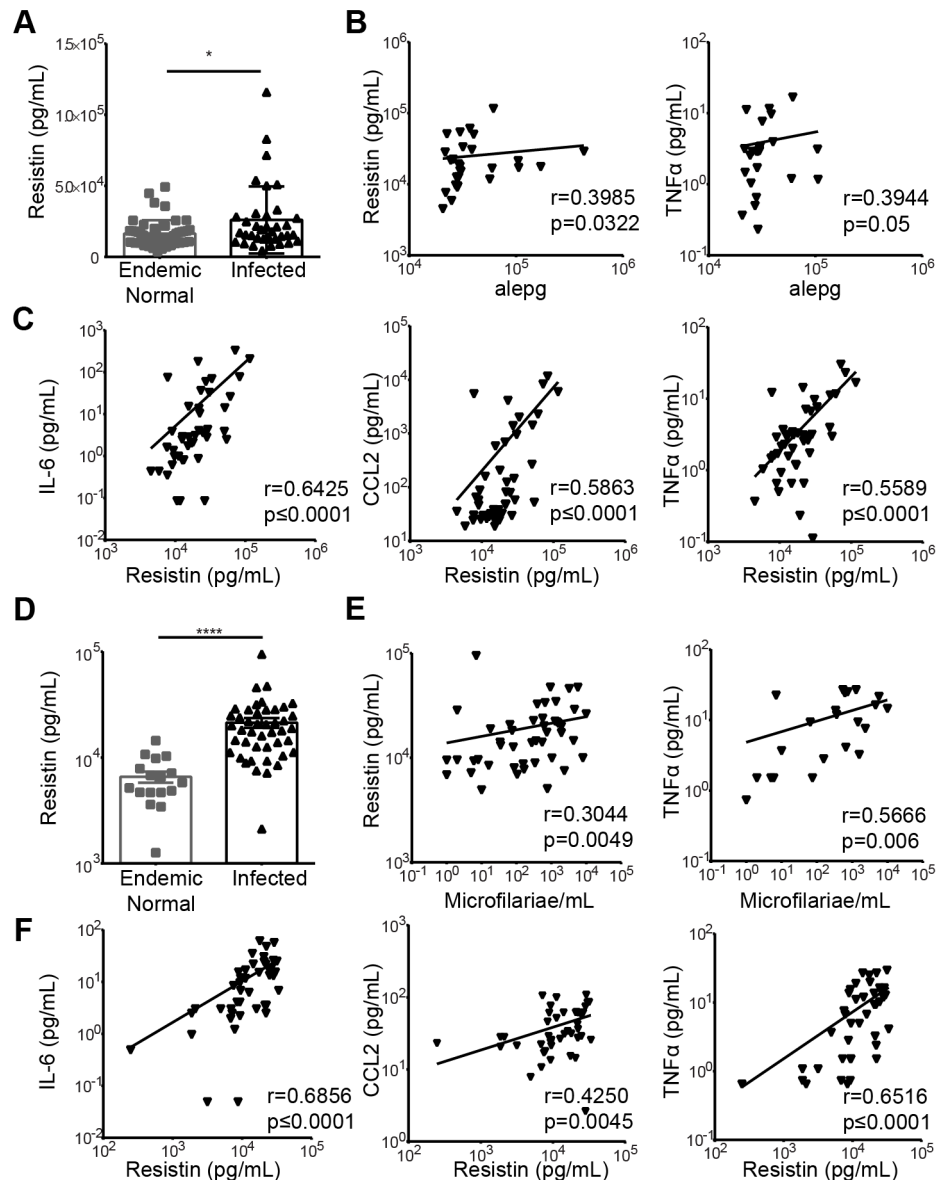 A
Resistin (pg/mL)
15×10⁵
10×10⁵
50×10⁴
0
*
Endemic
Normal
Infected
B
Resistin (pg/mL)
10⁶
10⁵
10⁴
10³
r=0.3985
p=0.0322
10⁴ 10⁵ 10⁶
alepg
TNFα (pg/mL)
10²
10¹
10⁰
10⁻¹
r=0.3944
p=0.05
10⁴ 10⁵ 10⁶
alepg
C
IL-6 (pg/mL)
10³
10²
10¹
10⁰
10⁻¹
10⁻²
r=0.6425
p≤0.0001
10³ 10⁴ 10⁵ 10⁶
Resistin (pg/mL)
CCL2 (pg/mL)
10⁵
10⁴
10³
10²
10¹
r=0.5863
p≤0.0001
10³ 10⁴ 10⁵ 10⁶
Resistin (pg/mL)
TNFα (pg/mL)
10²
10¹
10⁰
10⁻¹
r=0.5589
p≤0.0001
10³ 10⁴ 10⁵ 10⁶
Resistin (pg/mL)
D
Resistin (pg/mL)
10⁵
10⁴
10³
****
Endemic
Normal
Infected
E
Resistin (pg/mL)
10⁵
10⁴
10³
r=0.3044
p=0.0049
10⁻¹ 10⁰ 10¹ 10² 10³ 10⁴ 10⁵
Microfilariae/mL
TNFα (pg/mL)
10²
10¹
10⁰
10⁻¹
r=0.5666
p=0.006
10⁻¹ 10⁰ 10¹ 10² 10³ 10⁴ 10⁵
Microfilariae/mL
F
IL-6 (pg/mL)
10²
10¹
10⁰
10⁻¹
10⁻²
r=0.6856
p≤0.0001
10² 10³ 10⁴ 10⁵
Resistin (pg/mL)
CCL2 (pg/mL)
10³
10²
10¹
10⁰
r=0.4250
p=0.0045
10² 10³ 10⁴ 10⁵
Resistin (pg/mL)
TNFα (pg/mL)
10²
10¹
10⁰
10⁻¹
r=0.6516
p≤0.0001
10² 10³ 10⁴ 10⁵
Resistin (pg/mL)